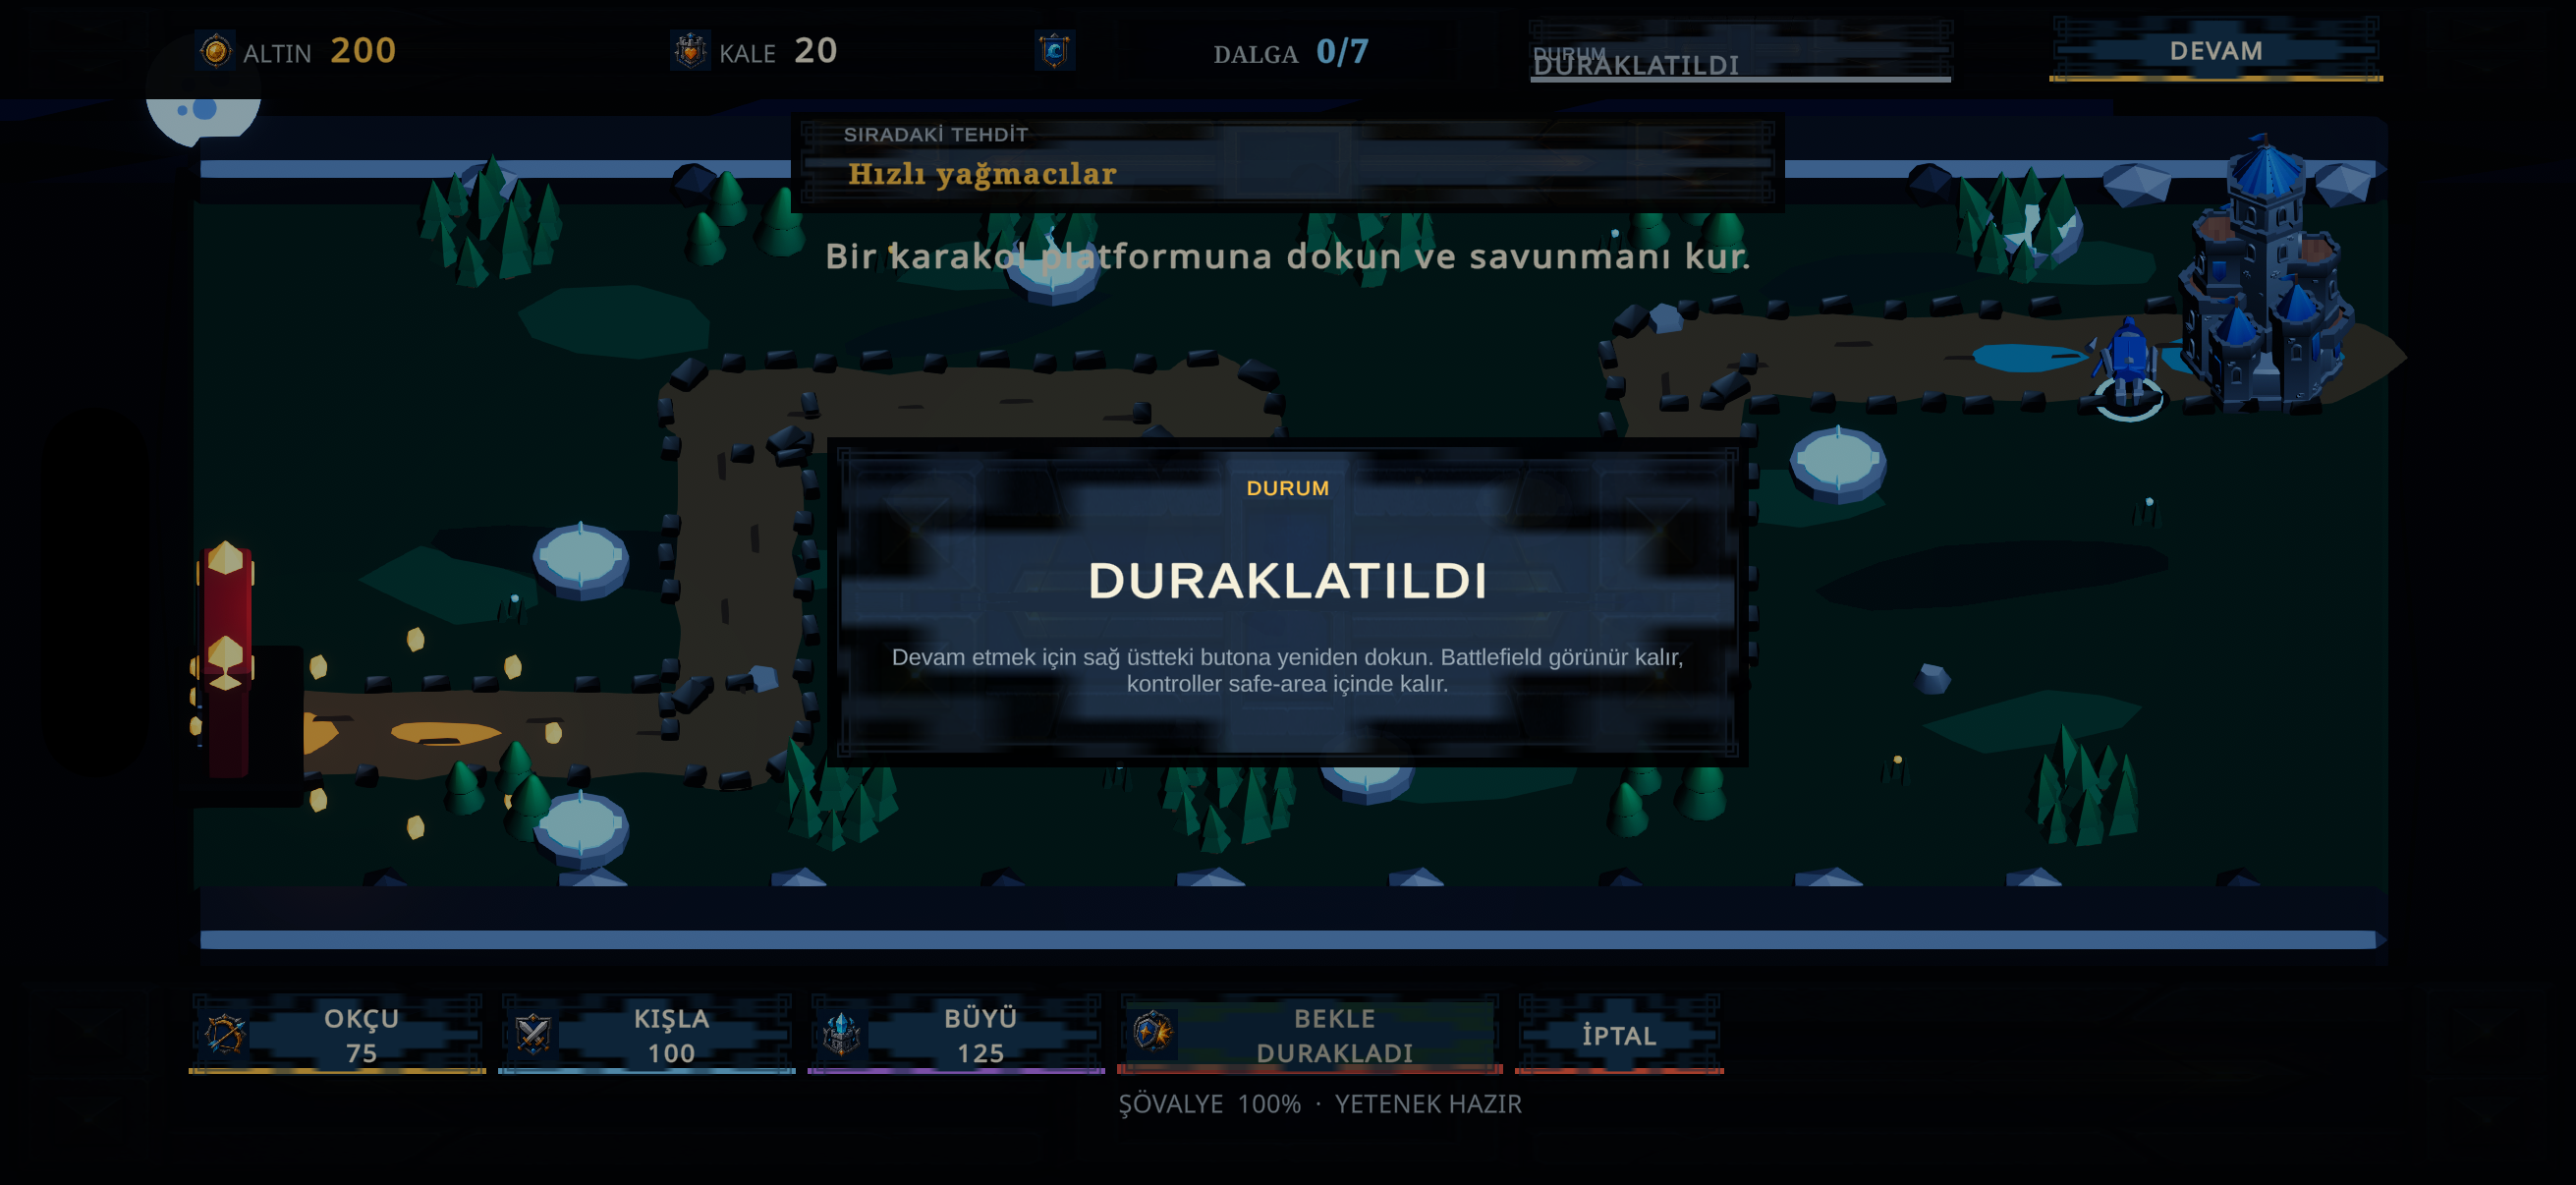 ALTIN 200
KALE 20
DALGA 0/7
DURUM
DURAKLATILDI
DEVAM
SIRADAKİ TEHDİT
Hızlı yağmacılar
Bir karakol platformuna dokun ve savunmanı kur.
DURUM
DURAKLATILDI
Devam etmek için sağ üstteki butona yeniden dokun. Battlefield görünür kalır,
kontroller safe-area içinde kalır.
OKÇU
75
KIŞLA
100
BÜYÜ
125
BEKLE
DURAKLADI
İPTAL
ŞÖVALYE 100% · YETENEK HAZIR